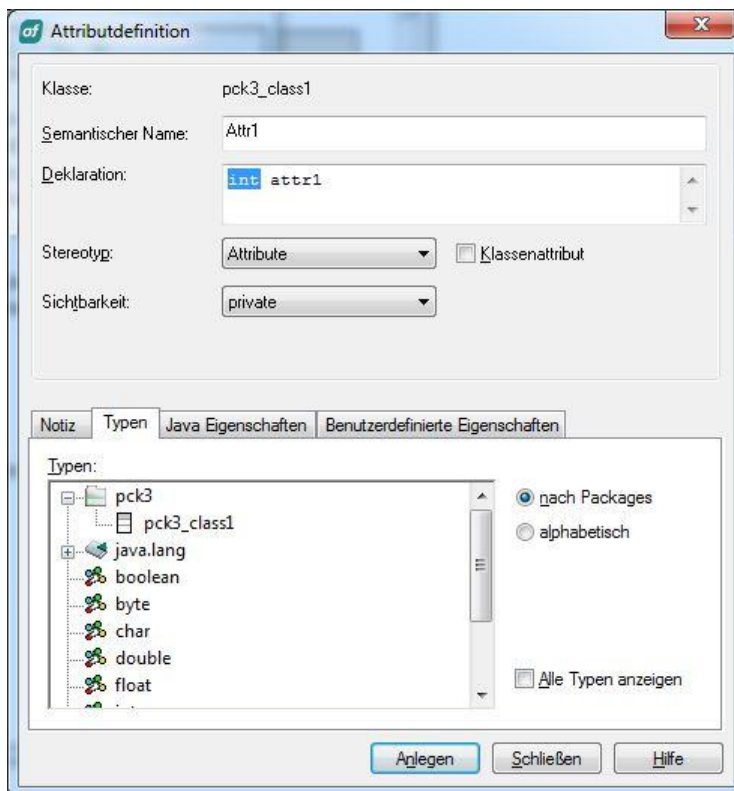 af Attributdefinition
Klasse: pck3_class1
Semantischer Name: Attr1
Deklaration: int attr1
Stereotyp: Attribute Klassenattribut
Sichtbarkeit: private
Notiz Typen Java Eigenschaften Benutzerdefinierte Eigenschaften
Typen:
pck3
pck3_class1
java.lang
boolean
byte
char
double
float
nach Packages
alphabetisch
Alle Typen anzeigen
Anlegen Schließen Hilfe